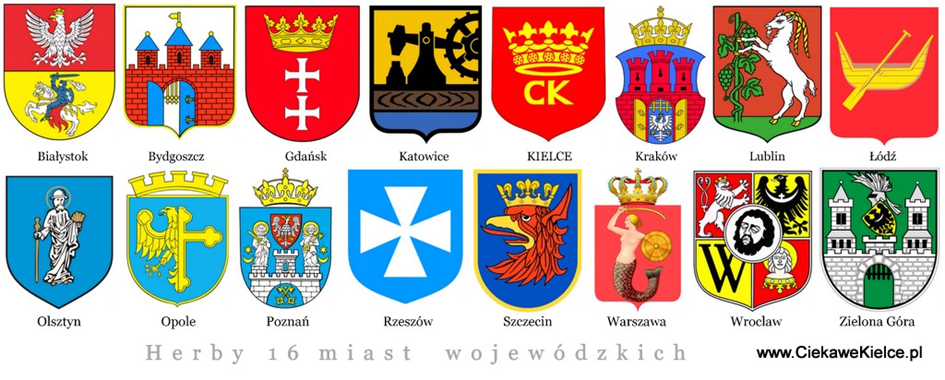 CK
Białystok Bydgoszcz Gdańsk Katowice KIELCE Kraków Lublin Łódź
W
Olsztyn Opole Poznań Rzeszów Szczecin Warszawa Wrocław Zielona Góra
Herby 16 miast wojewódzkich
www.CiekaweKielce.pl